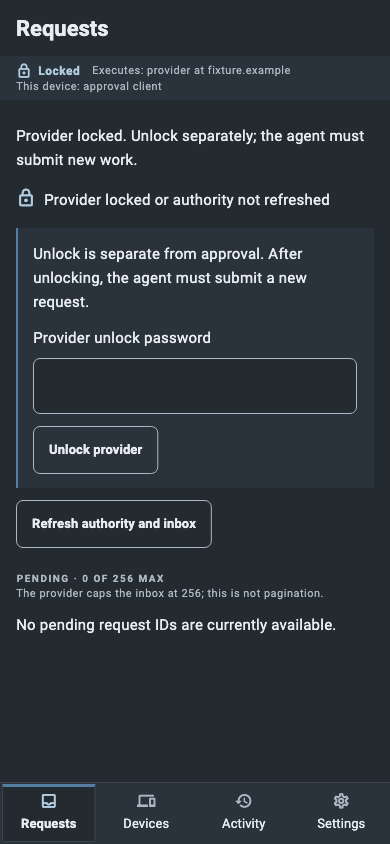 Requests
Locked Executes: provider at fixture.example
This device: approval client
Provider locked. Unlock separately; the agent must
submit new work.
Provider locked or authority not refreshed
Unlock is separate from approval. After
unlocking, the agent must submit a new
request.
Provider unlock password
Unlock provider
Refresh authority and inbox
PENDING · 0 OF 256 MAX
The provider caps the inbox at 256; this is not pagination.
No pending request IDs are currently available.
Requests Devices Activity Settings